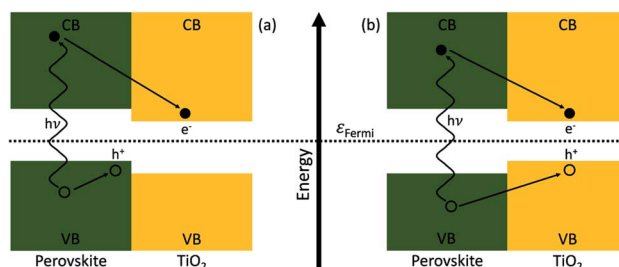 CB CB (a)
hν
e-
h+
VB VB
Perovskite TiO2
Energy
εFermi
CB CB (b)
hν
e-
h+
VB VB
Perovskite TiO2